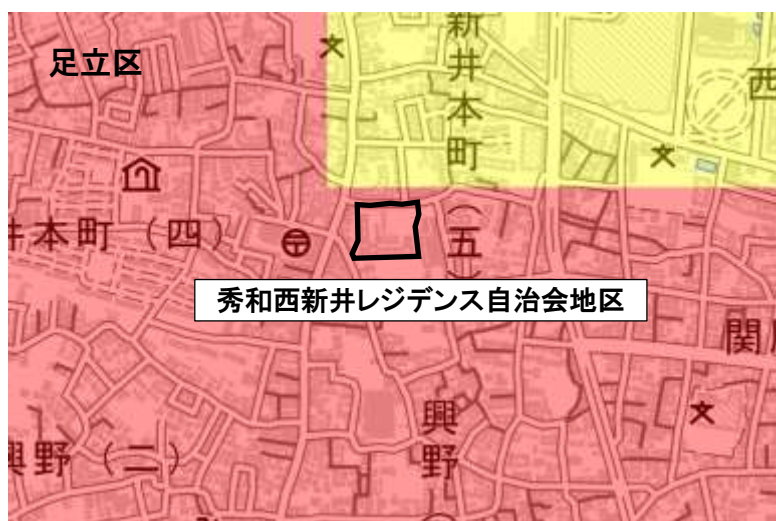 足立区
新井本町
西
井本町（四）
（五）
秀和西新井レジデンス自治会地区
関
興野
興野（二）